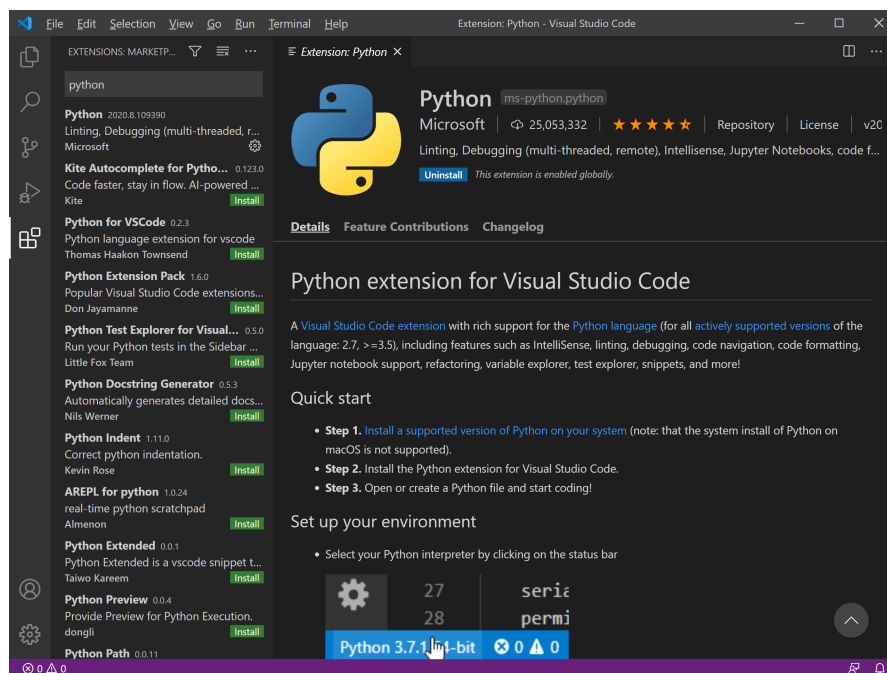 File Edit Selection View Go Run Terminal Help Extension: Python - Visual Studio Code
EXTENSIONS: MARKETP...
python
Python 2020.8.109390
Linting, Debugging (multi-threaded, r...
Microsoft
Kite Autocomplete for Pytho... 0.123.0
Code faster, stay in flow. AI-powered ...
Kite Install
Python for VSCode 0.2.3
Python language extension for vscode
Thomas Haakon Townsend Install
Python Extension Pack 1.6.0
Popular Visual Studio Code extensions...
Don Jayamanne Install
Python Test Explorer for Visual... 0.5.0
Run your Python tests in the Sidebar ...
Little Fox Team Install
Python Docstring Generator 0.5.3
Automatically generates detailed docs...
Nils Werner Install
Python Indent 1.11.0
Correct python indentation.
Kevin Rose Install
AREPL for python 1.0.24
real-time python scratchpad
Almenon Install
Python Extended 0.0.1
Python Extended is a vscode snippet t...
Taiwo Kareem Install
Python Preview 0.0.4
Provide Preview for Python Execution.
dongli Install
Python Path 0.0.11
Extension: Python
Python ms-python.python
Microsoft 25,053,332 Repository License v20
Linting, Debugging (multi-threaded, remote), Intellisense, Jupyter Notebooks, code f...
Uninstall This extension is enabled globally.
Details Feature Contributions Changelog
Python extension for Visual Studio Code
A Visual Studio Code extension with rich support for the Python language (for all actively supported versions of the
language: 2.7, >=3.5), including features such as IntelliSense, linting, debugging, code navigation, code formatting,
Jupyter notebook support, refactoring, variable explorer, test explorer, snippets, and more!
Quick start
• Step 1. Install a supported version of Python on your system (note: that the system install of Python on
macOS is not supported).
• Step 2. Install the Python extension for Visual Studio Code.
• Step 3. Open or create a Python file and start coding!
Set up your environment
• Select your Python interpreter by clicking on the status bar
27 seria
28 permi
Python 3.7.1 64-bit 0 0
0 0